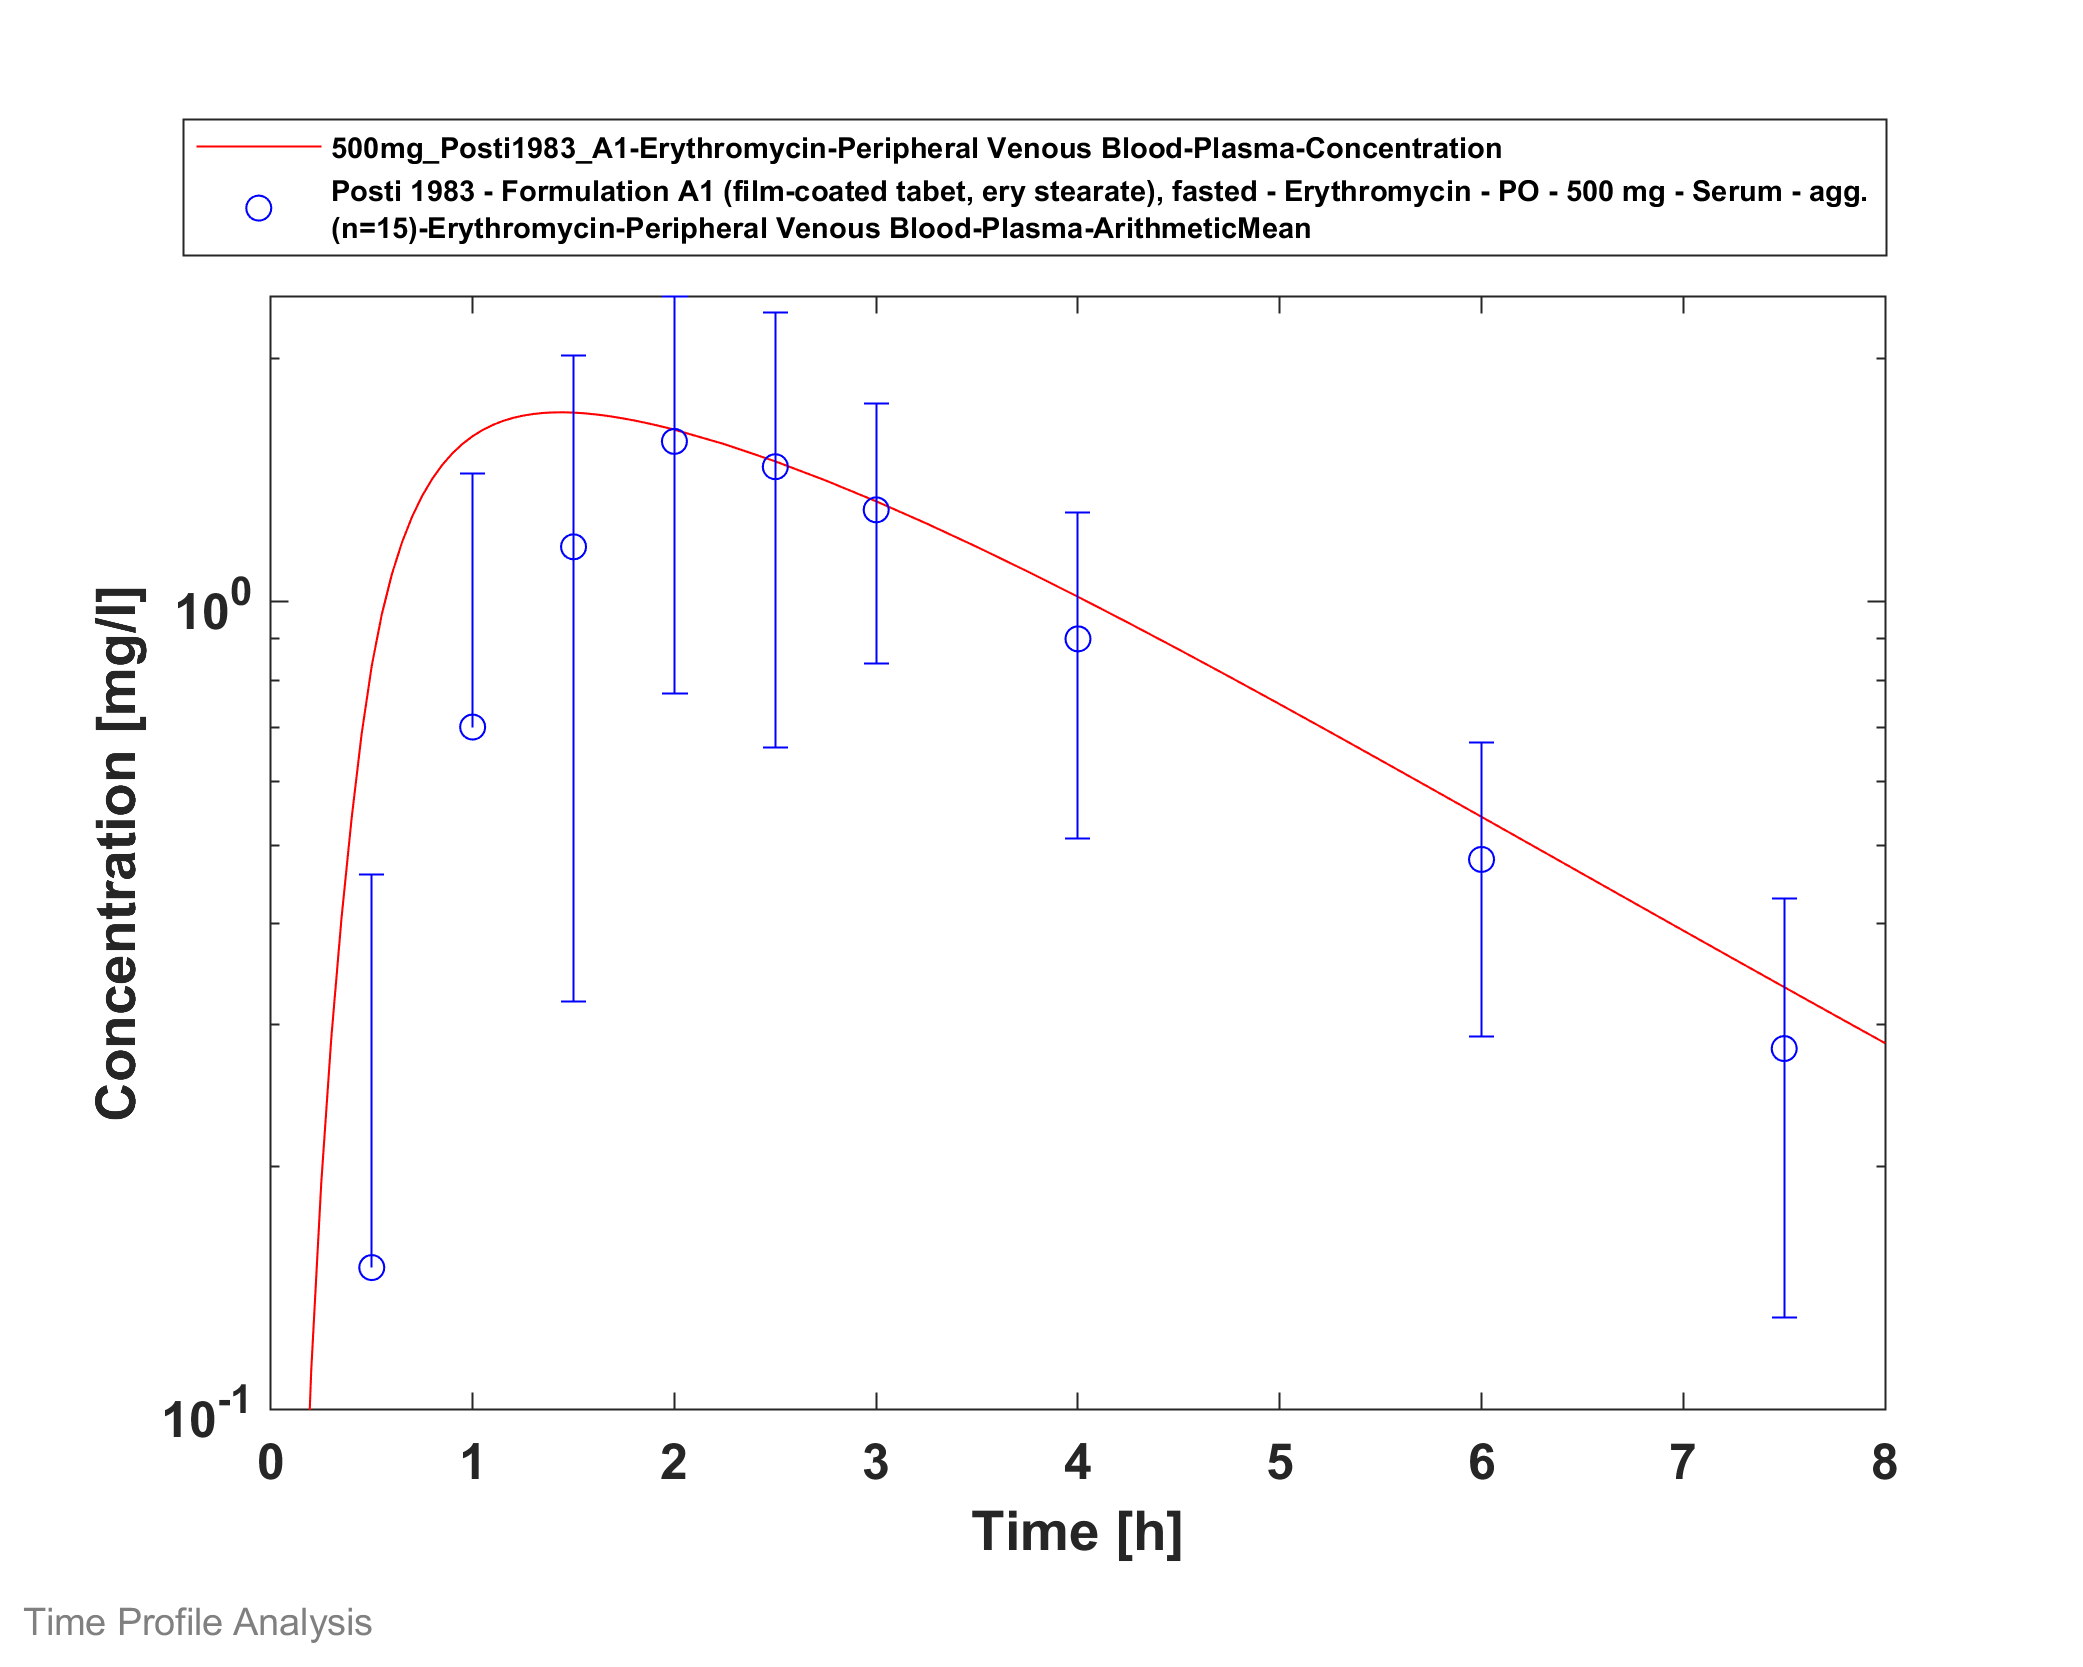 500mg_Posti1983_A1-Erythromycin-Peripheral Venous Blood-Plasma-Concentration
Posti 1983 - Formulation A1 (film-coated tabet, ery stearate), fasted - Erythromycin - PO - 500 mg - Serum - agg.
(n=15)-Erythromycin-Peripheral Venous Blood-Plasma-ArithmeticMean
Concentration [mg/l]
10^0
10^-1
0 1 2 3 4 5 6 7 8
Time [h]
Time Profile Analysis